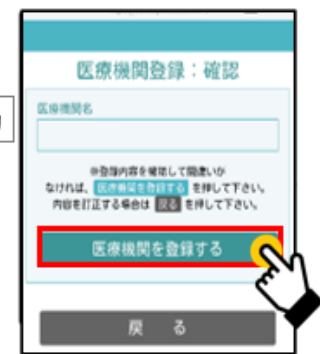 医療機関登録：確認
医療機関名
※登録内容を確認して間違いが
なければ、 医療機関を登録する を押して下さい。
内容を訂正する場合は 戻る を押して下さい。
医療機関を登録する
戻 る